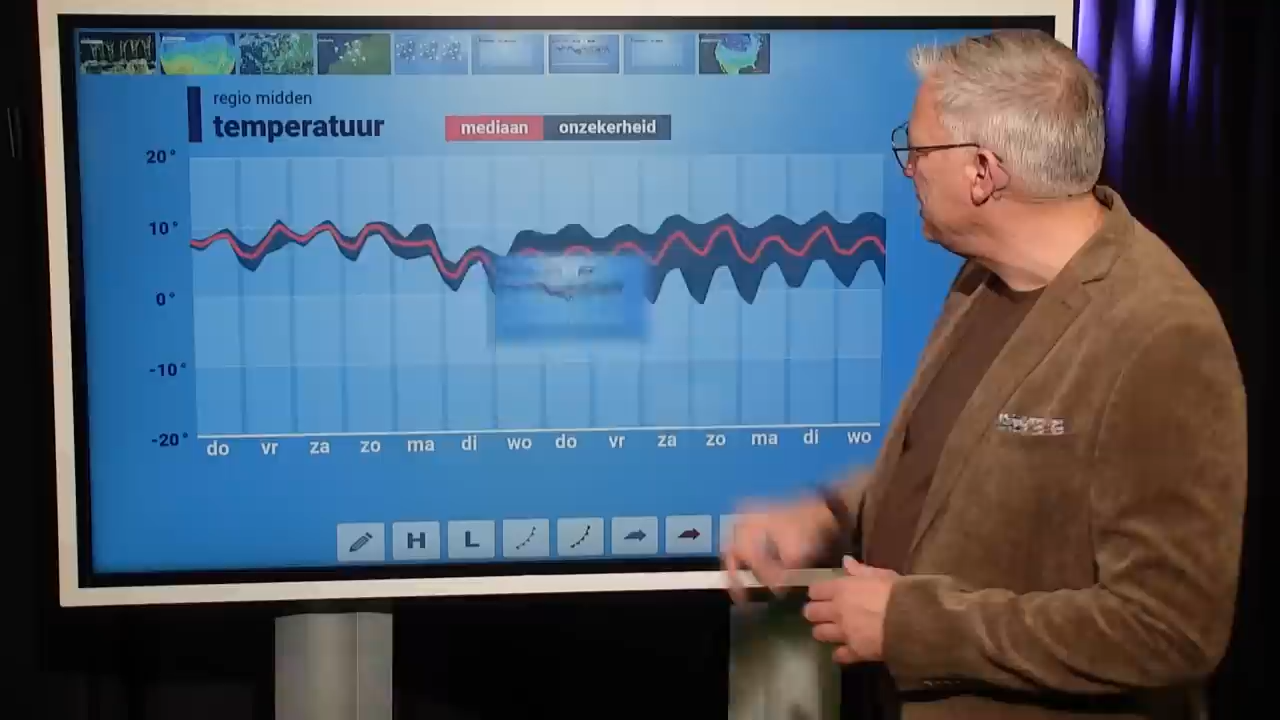 regio midden
temperatuur
mediaan onzekerheid
20°
10°
0°
-10°
-20°
do vr za zo ma di wo do vr za zo ma di wo
H L